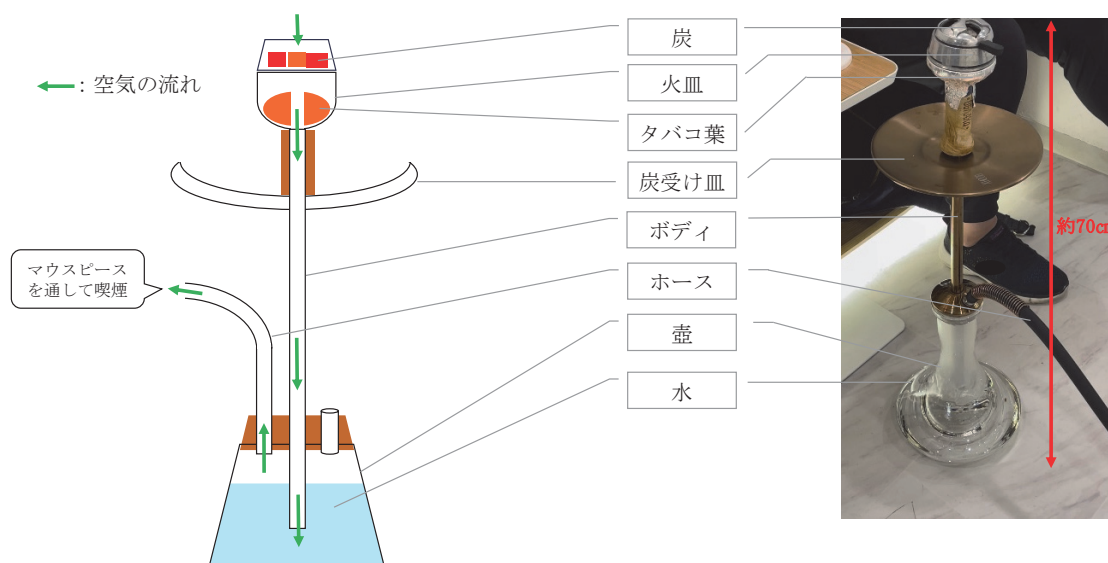 ← : 空気の流れ
炭
火皿
タバコ葉
炭受け皿
ボディ
ホース
壺
水
マウスピース
を通して喫煙
約70㎝